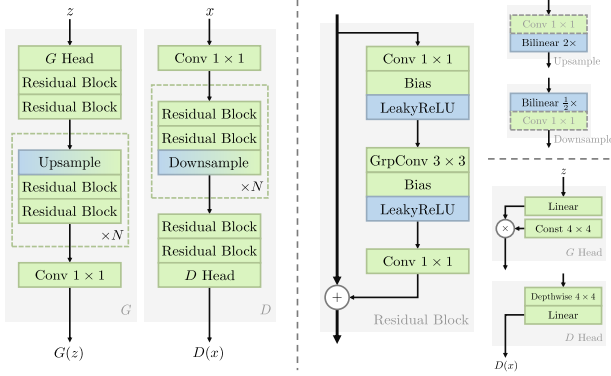 z
G Head
Residual Block
Residual Block
Upsample
Residual Block
Residual Block
×N
Conv 1 × 1
G
G(z)
x
Conv 1 × 1
Residual Block
Residual Block
Downsample
×N
Residual Block
Residual Block
D Head
D
D(x)
Conv 1 × 1
Bias
LeakyReLU
GrpConv 3 × 3
Bias
LeakyReLU
Conv 1 × 1
+
Residual Block
Conv 1 × 1
Bilinear 2×
Upsample
Bilinear ½×
Conv 1 × 1
Downsample
z
Linear
×
Const 4 × 4
G Head
Depthwise 4 × 4
Linear
D Head
D(x)